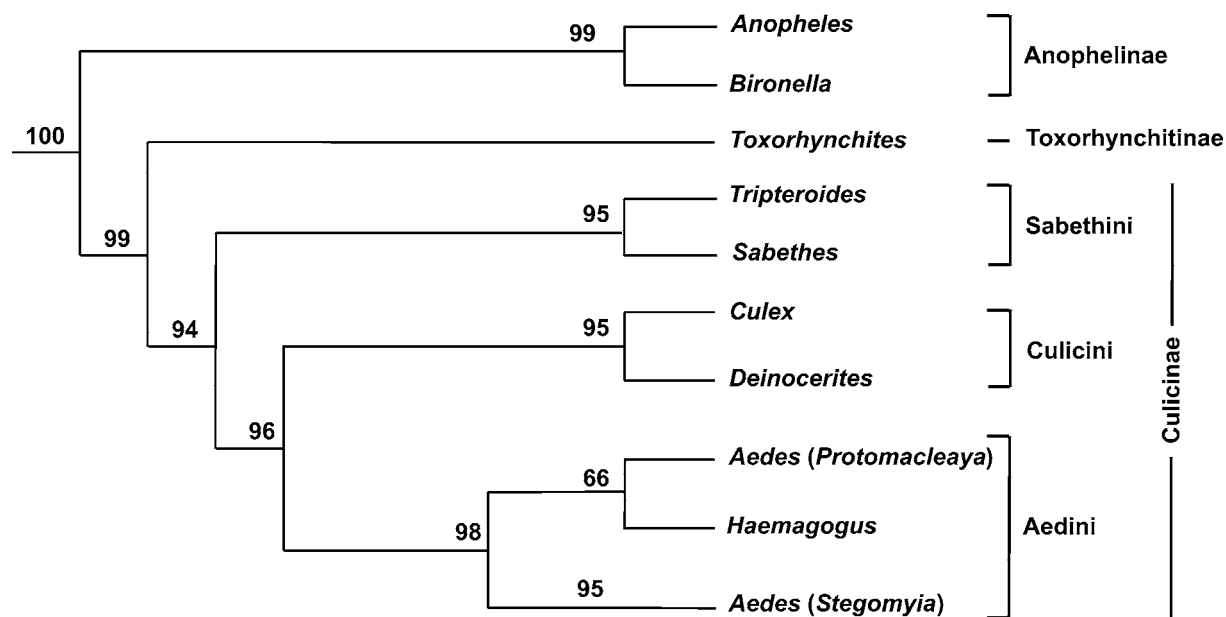 99 Anopheles
Anophelinae
Bironella
100
Toxorhynchites Toxorhynchitinae
Tripteroides
95 Sabethini
99
Sabethes
Culex
94 95 Culicini
Deinocerites
Culicinae
96
Aedes (Protomacleaya)
66
98 Haemagogus Aedini
95
Aedes (Stegomyia)